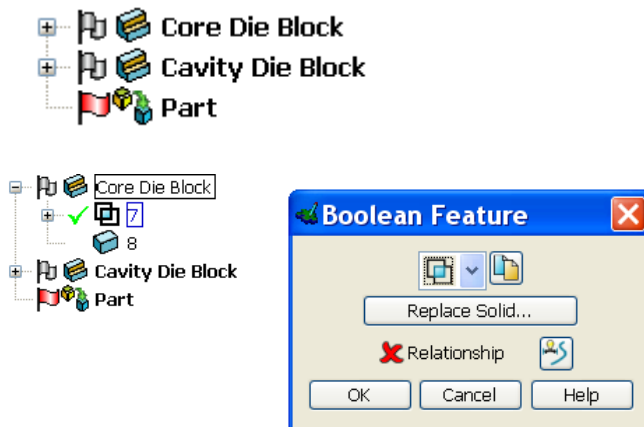 Core Die Block
Cavity Die Block
Part
Core Die Block
7
8
Cavity Die Block
Part
Boolean Feature
Replace Solid...
Relationship
OK Cancel Help